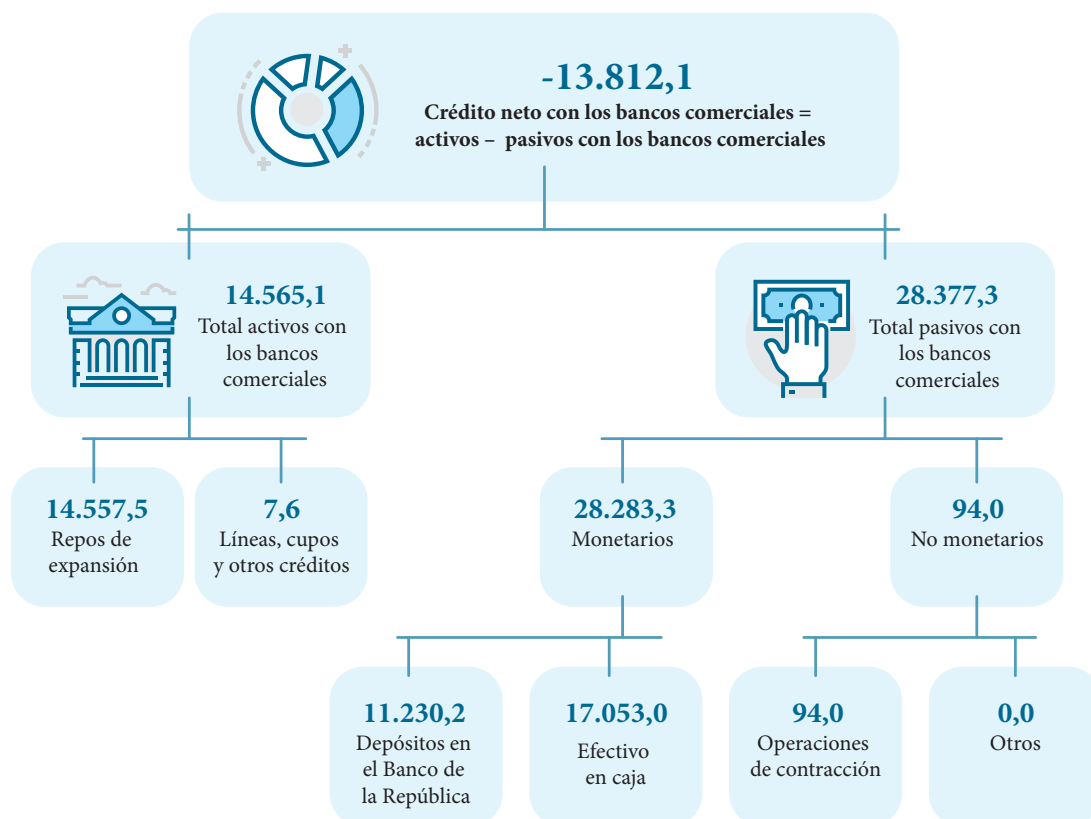 -13.812,1
Crédito neto con los bancos comerciales =
activos – pasivos con los bancos comerciales
14.565,1
Total activos con
los bancos
comerciales
28.377,3
Total pasivos con
los bancos
comerciales
14.557,5
Repos de
expansión
7,6
Líneas, cupos
y otros créditos
28.283,3
Monetarios
94,0
No monetarios
11.230,2
Depósitos en
el Banco de
la República
17.053,0
Efectivo
en caja
94,0
Operaciones
de contracción
0,0
Otros